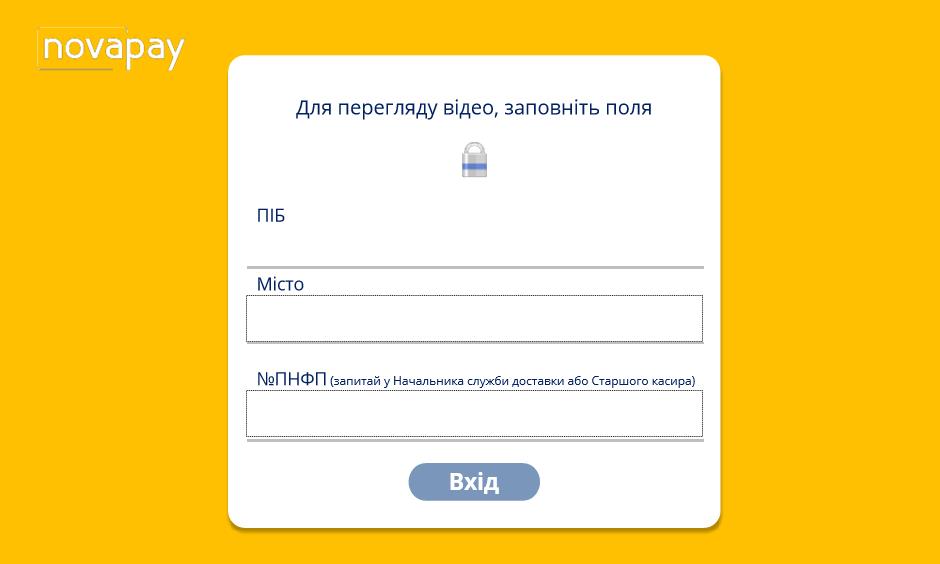 novapay
Для перегляду відео, заповніть поля
ПІБ
Місто
№ПНФП (запитай у Начальника служби доставки або Старшого касира)
Вхід